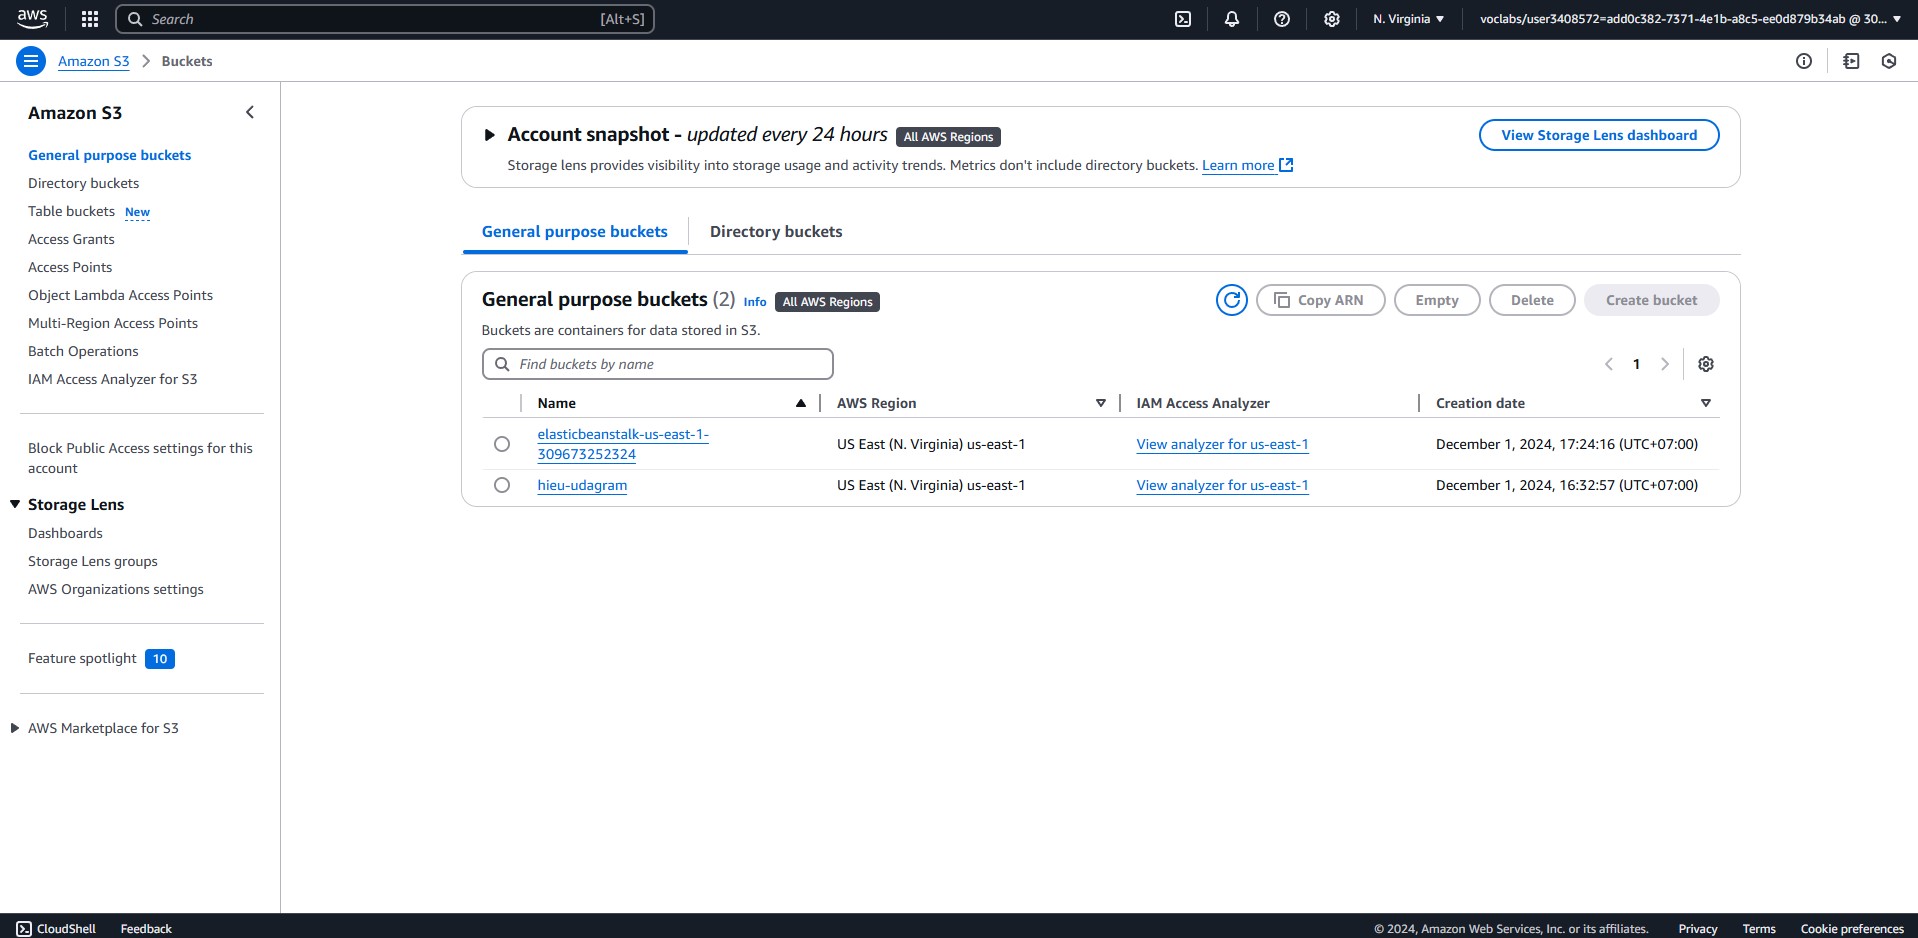 aws
Search [Alt+S]
N. Virginia
voclabs/user3408572=add0c382-7371-4e1b-a8c5-ee0d879b34ab @ 30...
Amazon S3 Buckets
Amazon S3
General purpose buckets
Directory buckets
Table buckets New
Access Grants
Access Points
Object Lambda Access Points
Multi-Region Access Points
Batch Operations
IAM Access Analyzer for S3
Block Public Access settings for this
account
Storage Lens
Dashboards
Storage Lens groups
AWS Organizations settings
Feature spotlight 10
AWS Marketplace for S3
Account snapshot - updated every 24 hours All AWS Regions
View Storage Lens dashboard
Storage lens provides visibility into storage usage and activity trends. Metrics don't include directory buckets. Learn more
General purpose buckets Directory buckets
General purpose buckets (2) Info All AWS Regions
Copy ARN Empty Delete Create bucket
Buckets are containers for data stored in S3.
Find buckets by name
1
Name AWS Region IAM Access Analyzer Creation date
elasticbeanstalk-us-east-1-
309673252324
US East (N. Virginia) us-east-1 View analyzer for us-east-1 December 1, 2024, 17:24:16 (UTC+07:00)
hieu-udagram US East (N. Virginia) us-east-1 View analyzer for us-east-1 December 1, 2024, 16:32:57 (UTC+07:00)
CloudShell Feedback
© 2024, Amazon Web Services, Inc. or its affiliates. Privacy Terms Cookie preferences